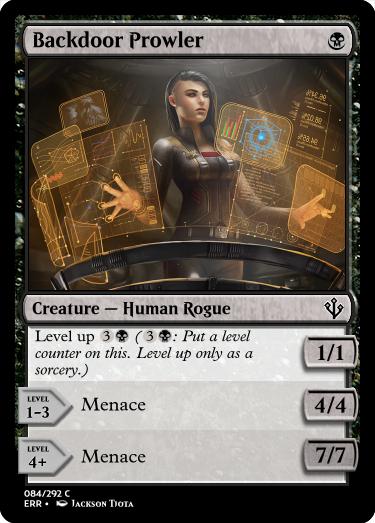 Backdoor Prowler
Creature — Human Rogue
Level up 3 ( 3 : Put a level
counter on this. Level up only as a
sorcery.)
1/1
LEVEL
1-3
Menace
4/4
LEVEL
4+
Menace
7/7
084/292 C
ERR • Jackson Tjota